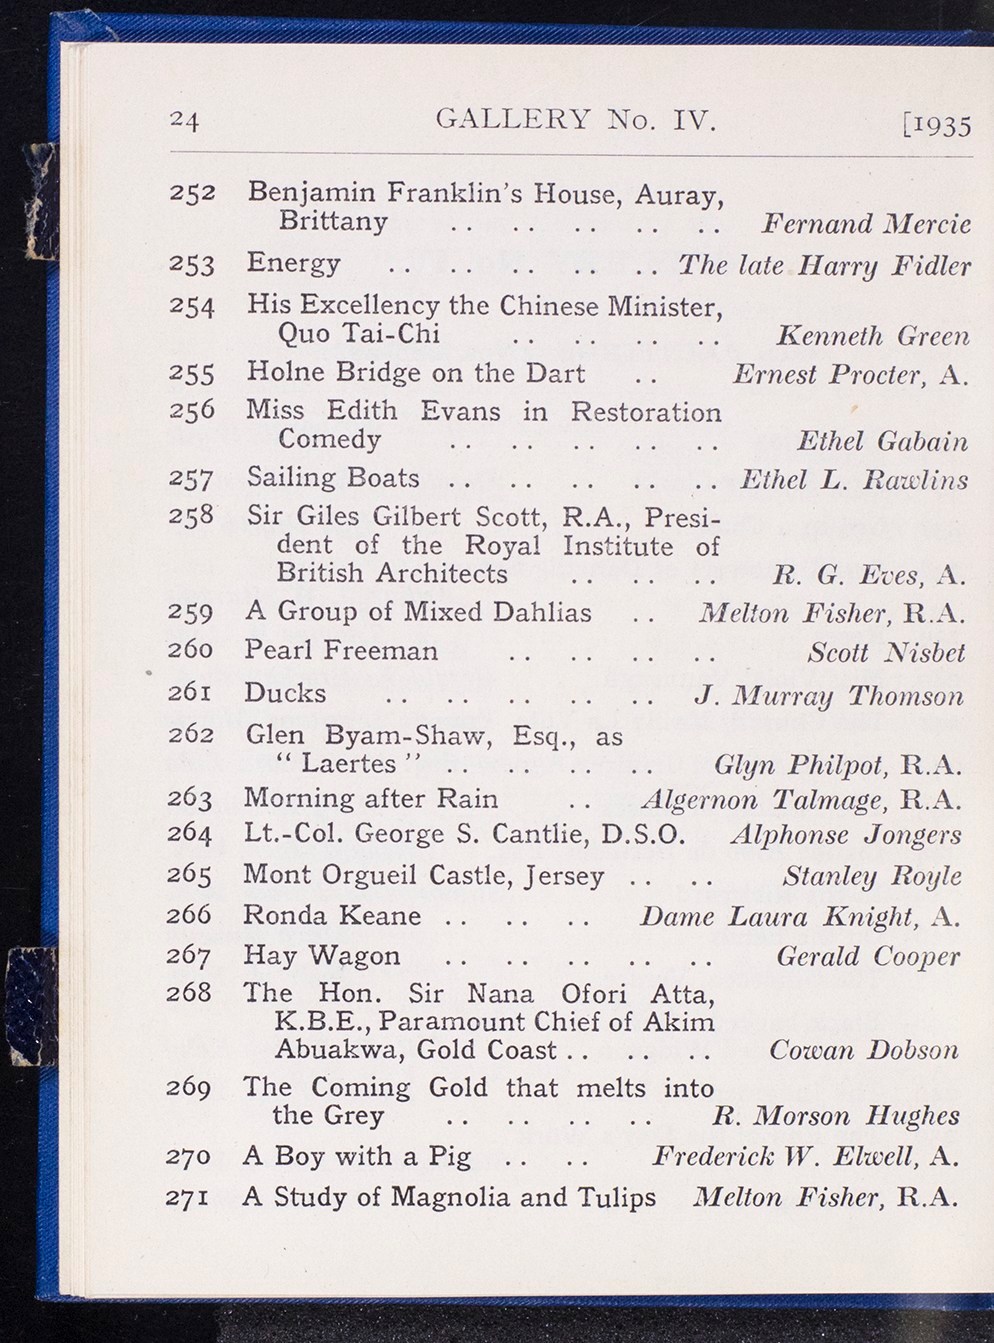 24 GALLERY No. IV. [1935
252 Benjamin Franklin's House, Auray,
Brittany .. .. .. .. .. Fernand Mercie
253 Energy .. .. .. .. .. The late Harry Fidler
254 His Excellency the Chinese Minister,
Quo Tai-Chi .. .. .. .. Kenneth Green
255 Holne Bridge on the Dart .. Ernest Procter, A.
256 Miss Edith Evans in Restoration
Comedy .. .. .. .. .. Ethel Gabain
257 Sailing Boats .. .. .. .. .. Ethel L. Rawlins
258 Sir Giles Gilbert Scott, R.A., Presi-
dent of the Royal Institute of
British Architects .. .. .. R. G. Eves, A.
259 A Group of Mixed Dahlias .. Melton Fisher, R.A.
260 Pearl Freeman .. .. .. .. Scott Nisbet
261 Ducks .. .. .. .. .. J. Murray Thomson
262 Glen Byam-Shaw, Esq., as
“ Laertes ” .. .. .. .. Glyn Philpot, R.A.
263 Morning after Rain .. Algernon Talmage, R.A.
264 Lt.-Col. George S. Cantlie, D.S.O. Alphonse Jongers
265 Mont Orgueil Castle, Jersey .. .. Stanley Royle
266 Ronda Keane .. .. .. Dame Laura Knight, A.
267 Hay Wagon .. .. .. .. .. Gerald Cooper
268 The Hon. Sir Nana Ofori Atta,
K.B.E., Paramount Chief of Akim
Abuakwa, Gold Coast .. .. .. Cowan Dobson
269 The Coming Gold that melts into
the Grey .. .. .. .. R. Morson Hughes
270 A Boy with a Pig .. .. Frederick W. Elwell, A.
271 A Study of Magnolia and Tulips Melton Fisher, R.A.